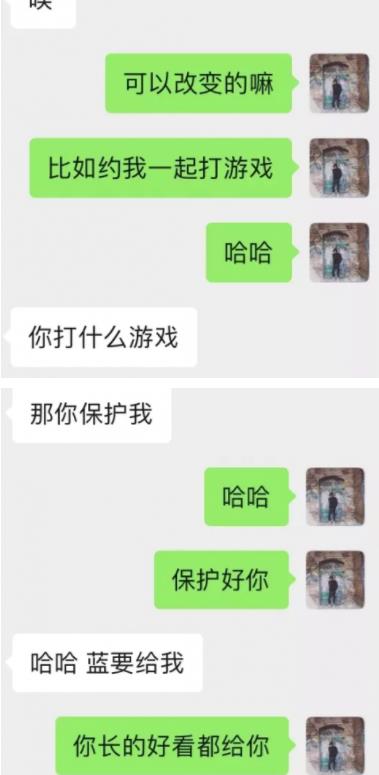 唉
可以改变的嘛
比如约我一起打游戏
哈哈
你打什么游戏
那你保护我
哈哈
保护好你
哈哈 蓝要给我
你长的好看都给你